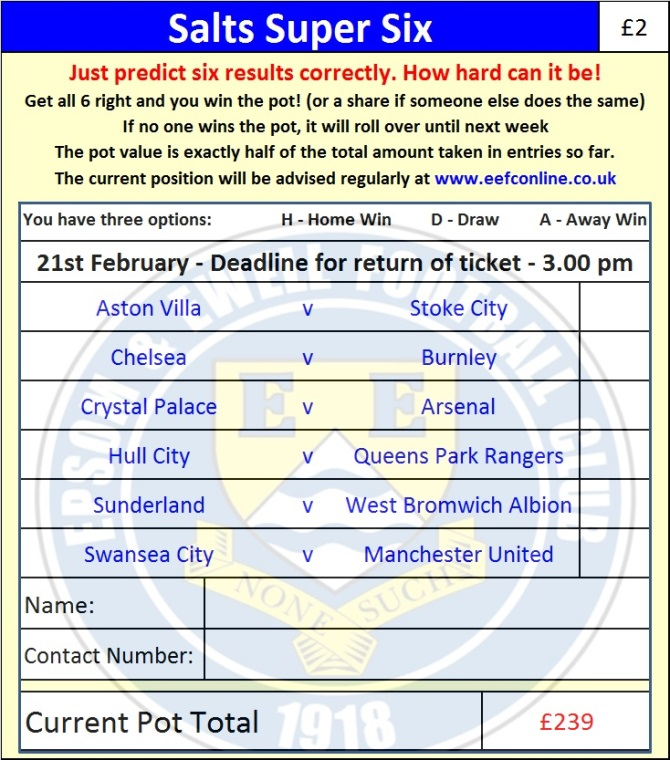 Salts Super Six £2
Just predict six results correctly. How hard can it be!
Get all 6 right and you win the pot! (or a share if someone else does the same)
If no one wins the pot, it will roll over until next week
The pot value is exactly half of the total amount taken in entries so far.
The current position will be advised regularly at www.eefconline.co.uk
You have three options: H - Home Win D - Draw A - Away Win
21st February - Deadline for return of ticket - 3.00 pm
Aston Villa v Stoke City
Chelsea v Burnley
Crystal Palace v Arsenal
Hull City v Queens Park Rangers
Sunderland v West Bromwich Albion
Swansea City v Manchester United
Name:
Contact Number:
Current Pot Total £239
EPSOM & EWELL FOOTBALL CLUB
E E
NONE SUCH
1918